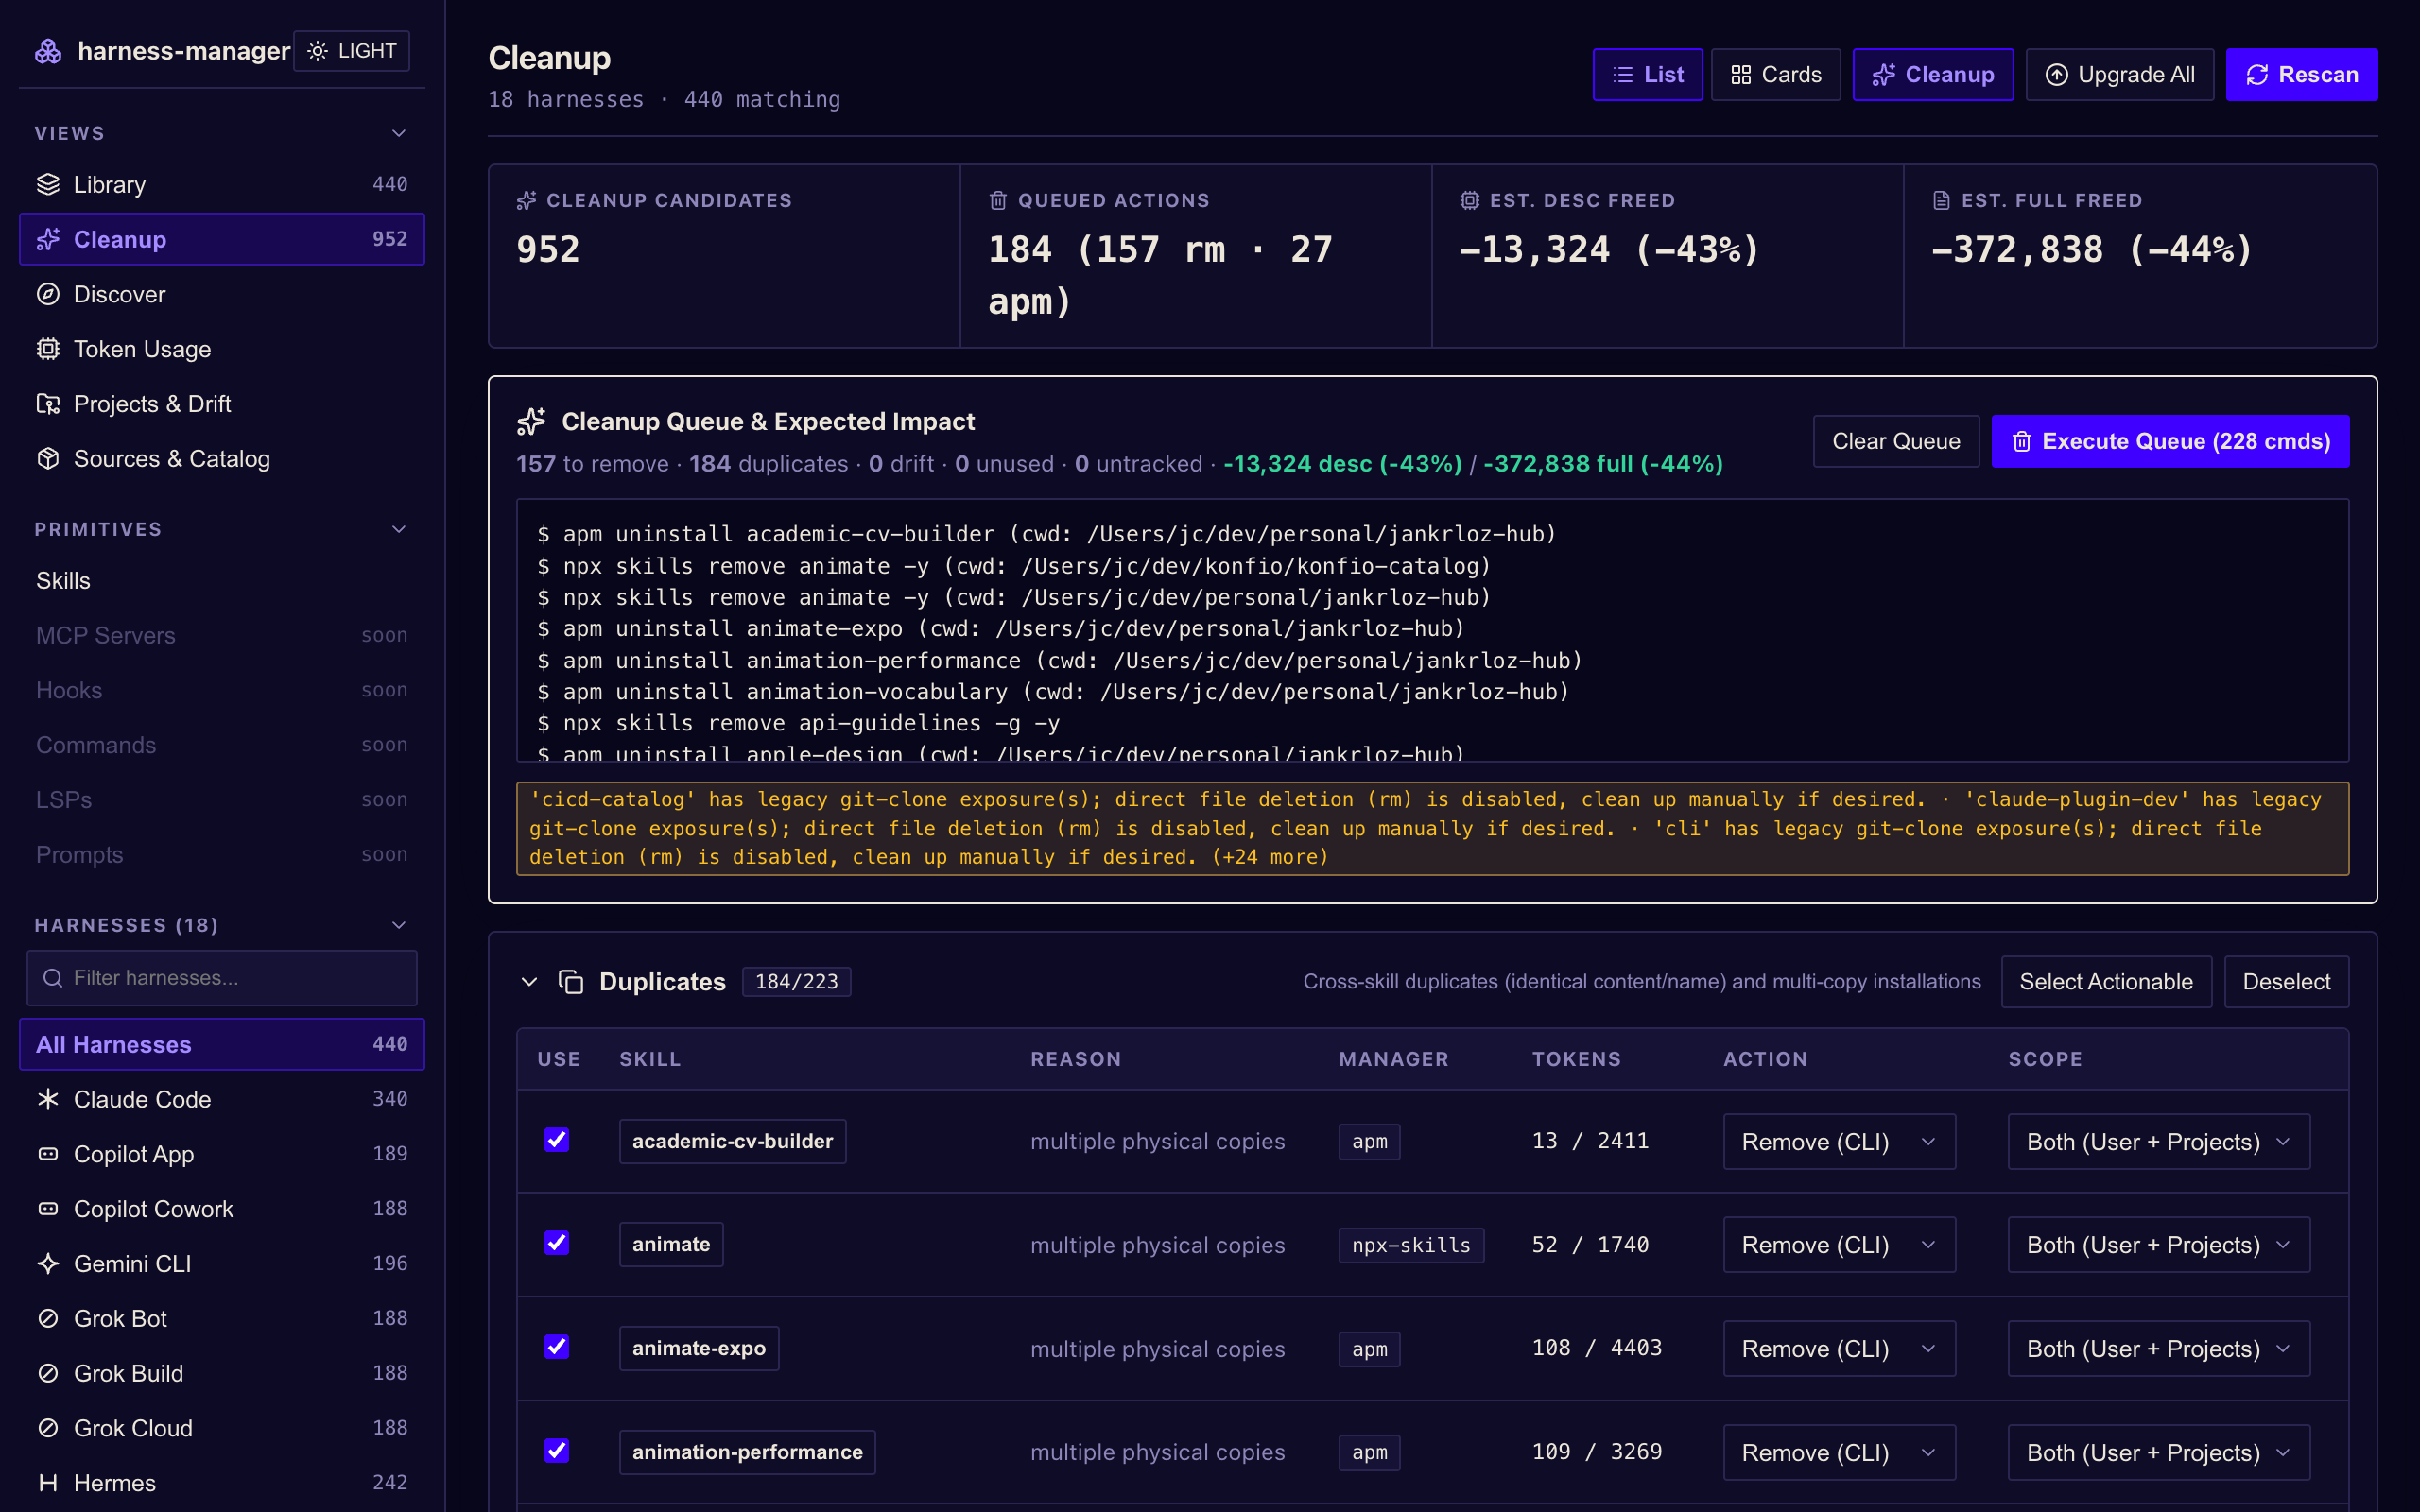 harness-manager
LIGHT
VIEWS
Library 440
Cleanup 952
Discover
Token Usage
Projects & Drift
Sources & Catalog
PRIMITIVES
Skills
MCP Servers soon
Hooks soon
Commands soon
LSPs soon
Prompts soon
HARNESSES (18)
Filter harnesses...
All Harnesses 440
Claude Code 340
Copilot App 189
Copilot Cowork 188
Gemini CLI 196
Grok Bot 188
Grok Build 188
Grok Cloud 188
Hermes 242
Cleanup
18 harnesses · 440 matching
List
Cards
Cleanup
Upgrade All
Rescan
CLEANUP CANDIDATES
952
QUEUED ACTIONS
184 (157 rm · 27
apm)
EST. DESC FREED
−13,324 (−43%)
EST. FULL FREED
−372,838 (−44%)
Cleanup Queue & Expected Impact
157 to remove · 184 duplicates · 0 drift · 0 unused · 0 untracked · -13,324 desc (-43%) / -372,838 full (-44%)
Clear Queue
Execute Queue (228 cmds)
$ apm uninstall academic-cv-builder (cwd: /Users/jc/dev/personal/jankrloz-hub)
$ npx skills remove animate -y (cwd: /Users/jc/dev/konfio/konfio-catalog)
$ npx skills remove animate -y (cwd: /Users/jc/dev/personal/jankrloz-hub)
$ apm uninstall animate-expo (cwd: /Users/jc/dev/personal/jankrloz-hub)
$ apm uninstall animation-performance (cwd: /Users/jc/dev/personal/jankrloz-hub)
$ apm uninstall animation-vocabulary (cwd: /Users/jc/dev/personal/jankrloz-hub)
$ npx skills remove api-guidelines -g -y
$ apm uninstall apple-design (cwd: /Users/jc/dev/personal/jankrloz-hub)
'cicd-catalog' has legacy git-clone exposure(s); direct file deletion (rm) is disabled, clean up manually if desired. · 'claude-plugin-dev' has legacy
git-clone exposure(s); direct file deletion (rm) is disabled, clean up manually if desired. · 'cli' has legacy git-clone exposure(s); direct file
deletion (rm) is disabled, clean up manually if desired. (+24 more)
Duplicates 184/223
Cross-skill duplicates (identical content/name) and multi-copy installations
Select Actionable
Deselect
USE SKILL REASON MANAGER TOKENS ACTION SCOPE
academic-cv-builder multiple physical copies apm 13 / 2411 Remove (CLI) Both (User + Projects)
animate multiple physical copies npx-skills 52 / 1740 Remove (CLI) Both (User + Projects)
animate-expo multiple physical copies apm 108 / 4403 Remove (CLI) Both (User + Projects)
animation-performance multiple physical copies apm 109 / 3269 Remove (CLI) Both (User + Projects)